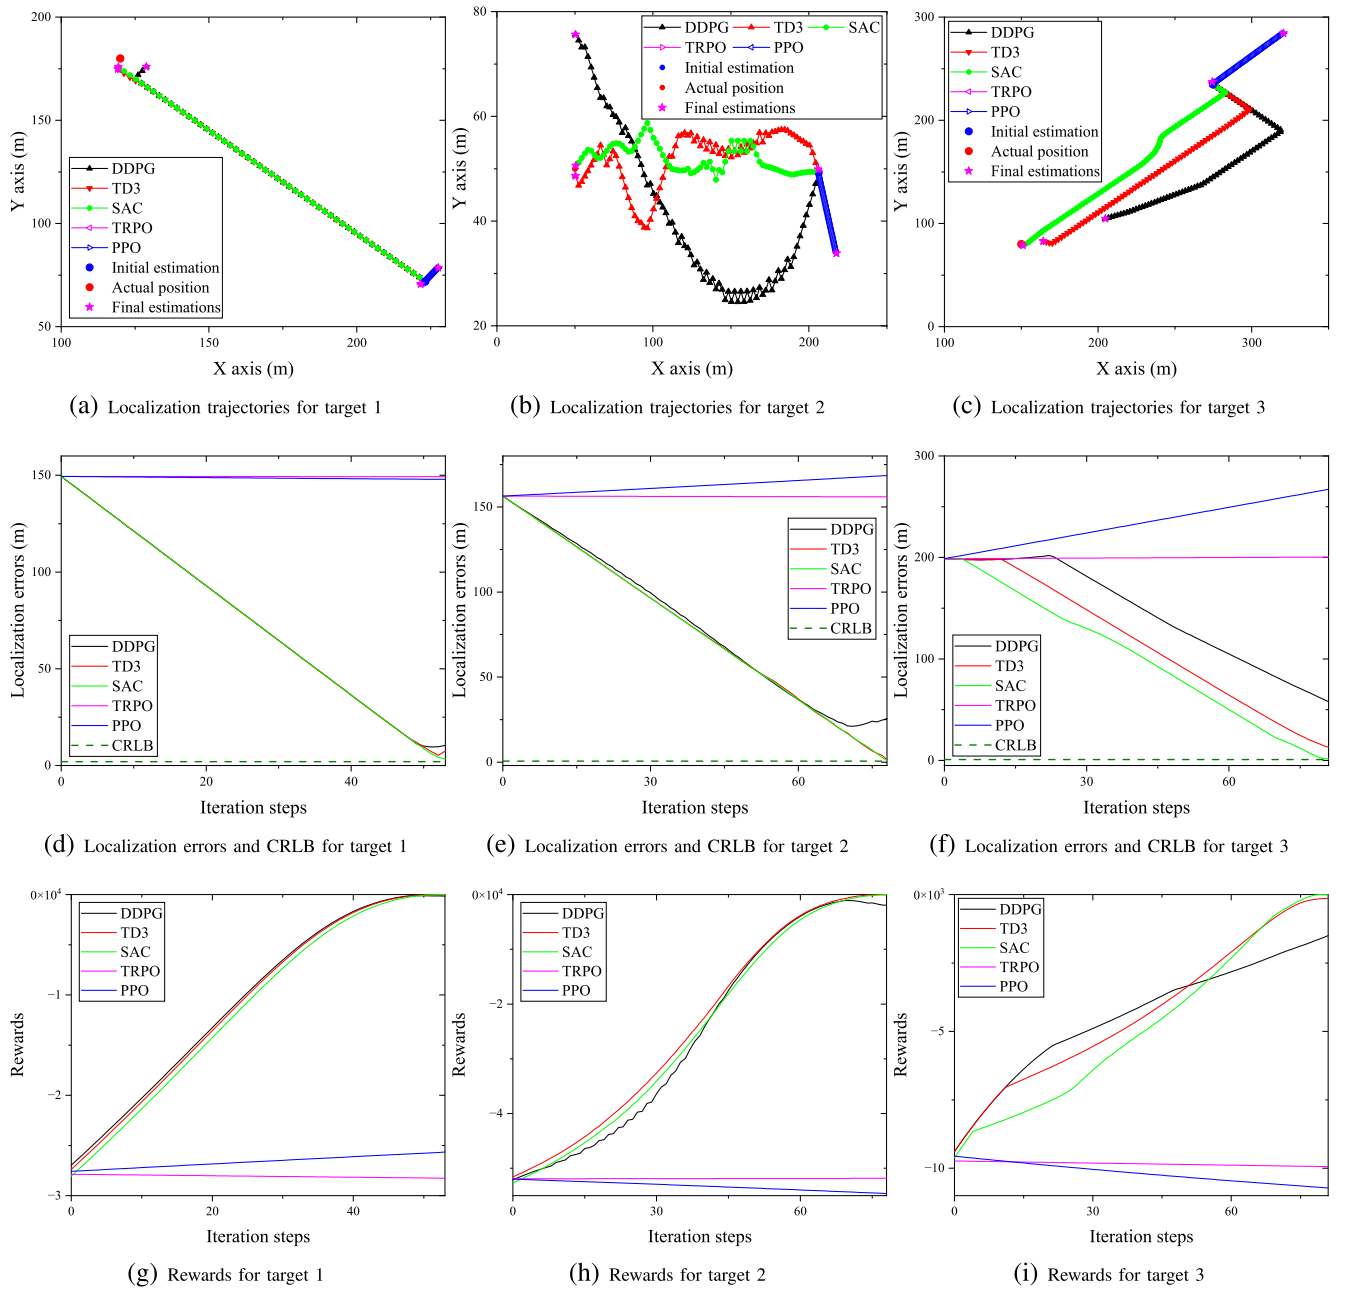 200
150
100
50
100
150
200
Y axis (m)
X axis (m)
DDPG
TD3
SAC
TRPO
PPO
Initial estimation
Actual position
Final estimations
(a) Localization trajectories for target 1
80
60
40
20
0
100
200
Y axis (m)
X axis (m)
DDPG TD3 SAC
TRPO PPO
Initial estimation
Actual position
Final estimations
(b) Localization trajectories for target 2
300
200
100
0
100
200
300
Y axis (m)
X axis (m)
DDPG
TD3
SAC
TRPO
PPO
Initial estimation
Actual position
Final estimations
(c) Localization trajectories for target 3
150
100
50
0
0
20
40
Localization errors (m)
Iteration steps
DDPG
TD3
SAC
TRPO
PPO
CRLB
(d) Localization errors and CRLB for target 1
150
100
50
0
0
30
60
Localization errors (m)
Iteration steps
DDPG
TD3
SAC
TRPO
PPO
CRLB
(e) Localization errors and CRLB for target 2
300
200
100
0
0
30
60
Localization errors (m)
Iteration steps
DDPG
TD3
SAC
TRPO
PPO
CRLB
(f) Localization errors and CRLB for target 3
0×10⁴
−1
−2
−3
0
20
40
Rewards
Iteration steps
DDPG
TD3
SAC
TRPO
PPO
(g) Rewards for target 1
0×10⁴
−2
−4
0
30
60
Rewards
Iteration steps
DDPG
TD3
SAC
TRPO
PPO
(h) Rewards for target 2
0×10³
−5
−10
0
30
60
Rewards
Iteration steps
DDPG
TD3
SAC
TRPO
PPO
(i) Rewards for target 3